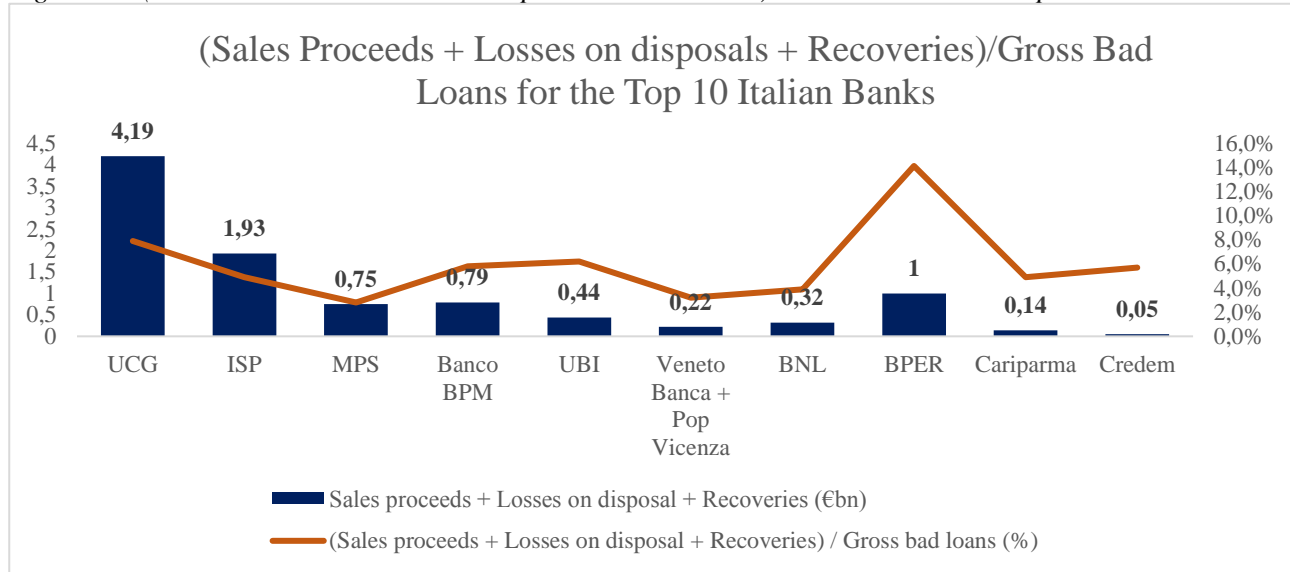 (Sales Proceeds + Losses on disposals + Recoveries)/Gross Bad
Loans for the Top 10 Italian Banks
4,5
4
3,5
3
2,5
2
1,5
1
0,5
0
4,19
1,93
0,75
0,79
0,44
0,22
0,32
1
0,14
0,05
16,0%
14,0%
12,0%
10,0%
8,0%
6,0%
4,0%
2,0%
0,0%
UCG
ISP
MPS
Banco
BPM
UBI
Veneto
Banca +
Pop
Vicenza
BNL
BPER
Cariparma
Credem
Sales proceeds + Losses on disposal + Recoveries (€bn)
(Sales proceeds + Losses on disposal + Recoveries) / Gross bad loans (%)